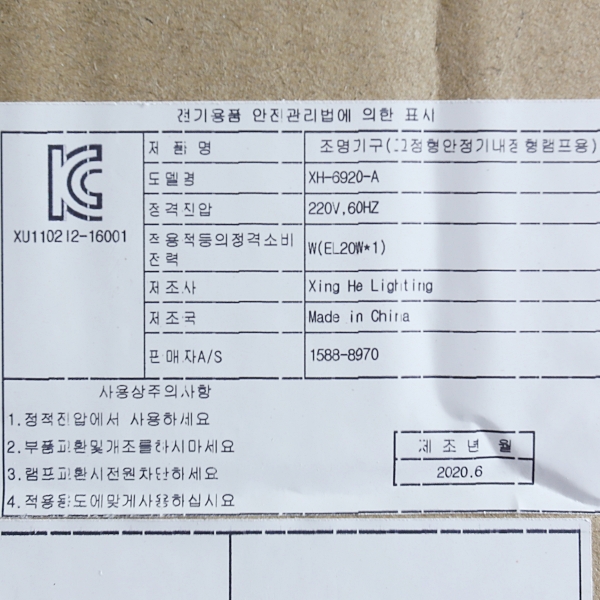 전기용품 안전관리법에 의한 표시
KC
XU110212-16001
제 품 명 조명기구(고정형안정기내장형램프용)
모델명 XH-6920-A
정격전압 220V,60HZ
적용적등의정격소비전력 W(EL20W*1)
제조사 Xing He Lighting
제조국 Made in China
판매자A/S 1588-8970
사용상주의사항
1.정적전압에서 사용하세요
2.부품교환및개조를하시마세요
3.램프교환시전원차단하세요
4.적용용도에맞게사용하십시요
제 조 년 월
2020.6